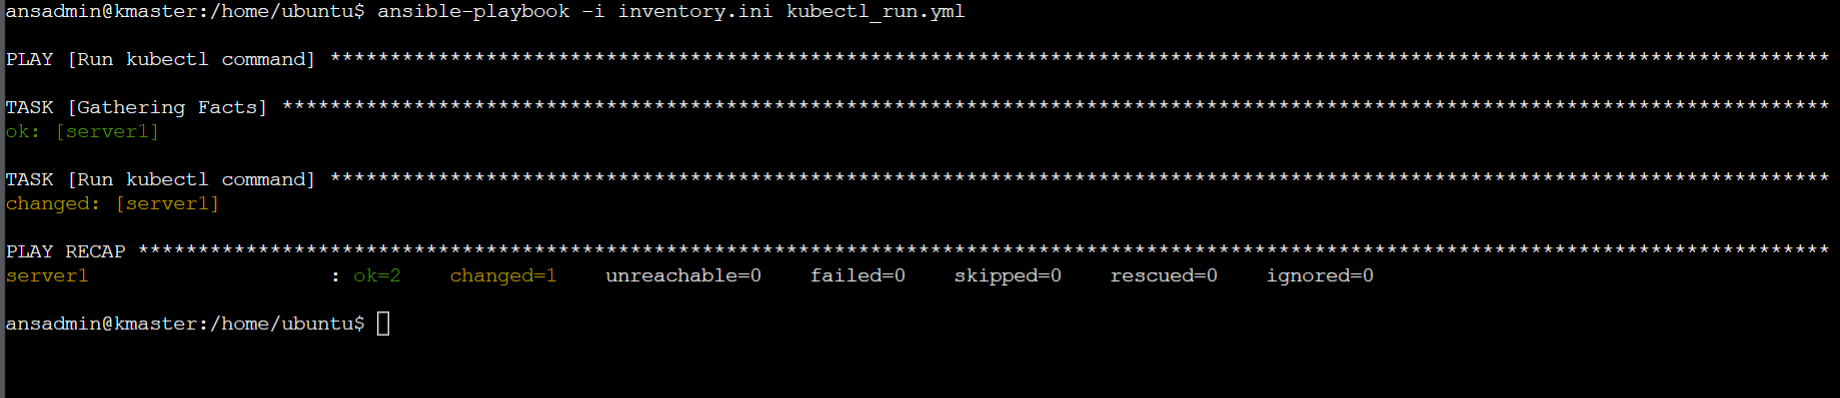 ansadmin@kmaster:/home/ubuntu$ ansible-playbook -i inventory.ini kubectl_run.yml
PLAY [Run kubectl command] *****************************************************************************************************************************
TASK [Gathering Facts] *********************************************************************************************************************************
ok: [server1]
TASK [Run kubectl command] *****************************************************************************************************************************
changed: [server1]
PLAY RECAP *********************************************************************************************************************************************
server1                    : ok=2    changed=1    unreachable=0    failed=0    skipped=0    rescued=0    ignored=0
ansadmin@kmaster:/home/ubuntu$